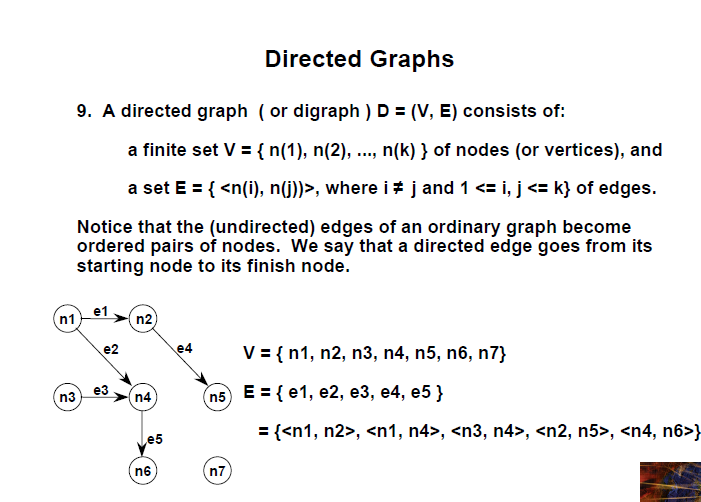 Directed Graphs
9. A directed graph ( or digraph ) D = (V, E) consists of:
a finite set V = { n(1), n(2), ..., n(k) } of nodes (or vertices), and
a set E = { <n(i), n(j))>, where i ≠ j and 1 <= i, j <= k} of edges.
Notice that the (undirected) edges of an ordinary graph become
ordered pairs of nodes. We say that a directed edge goes from its
starting node to its finish node.
n1 e1 n2
e2 e4
V = { n1, n2, n3, n4, n5, n6, n7}
n3 e3 n4 n5
E = { e1, e2, e3, e4, e5 }
= {<n1, n2>, <n1, n4>, <n3, n4>, <n2, n5>, <n4, n6>}
e5
n6 n7